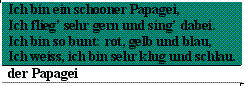 Ich bin ein schooner Papagei,
Ich flieg’ sehr gern und sing’ dabei.
Ich bin so bunt: rot, gelb und blau,
Ich weiss, ich bin sehr klug und schlau.
der Papagei